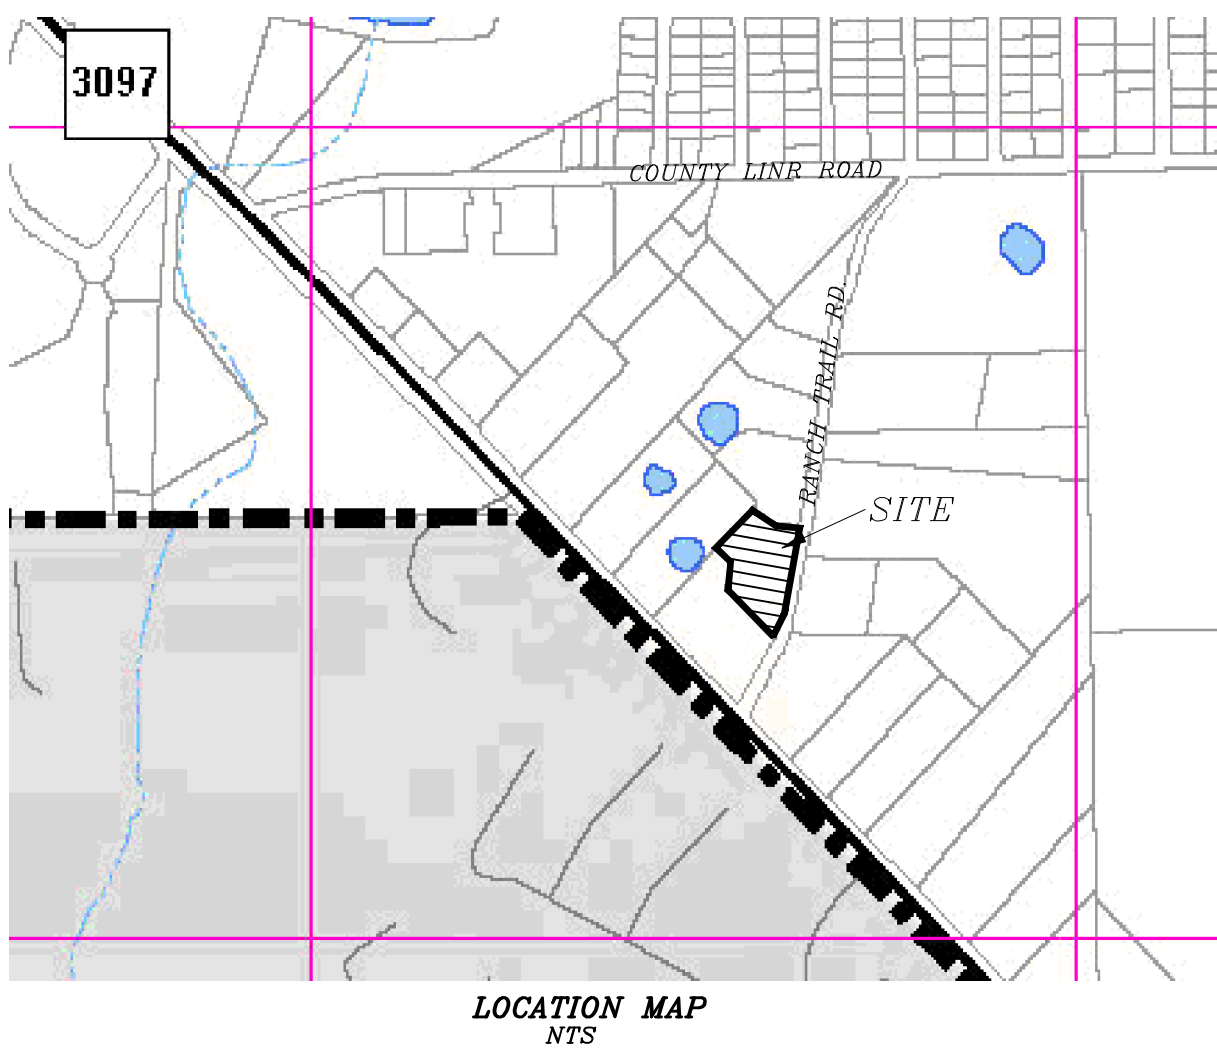 3097
COUNTY LINR ROAD
RANCH TRAIL RD.
SITE
LOCATION MAP
NTS